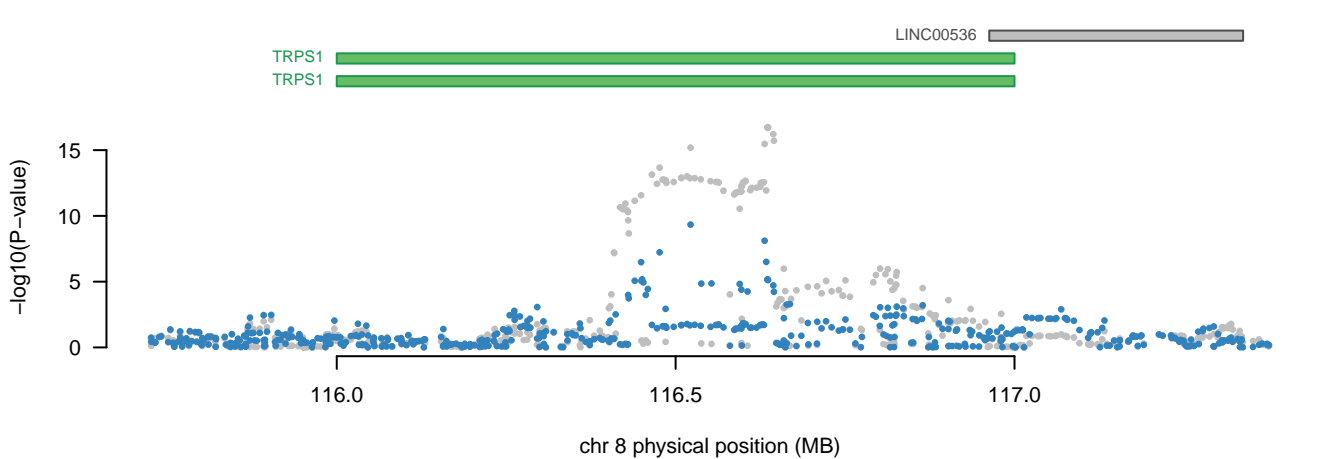 LINC00536
TRPS1
TRPS1
−log10(P−value)
15
10
5
0
116.0 116.5 117.0
chr 8 physical position (MB)